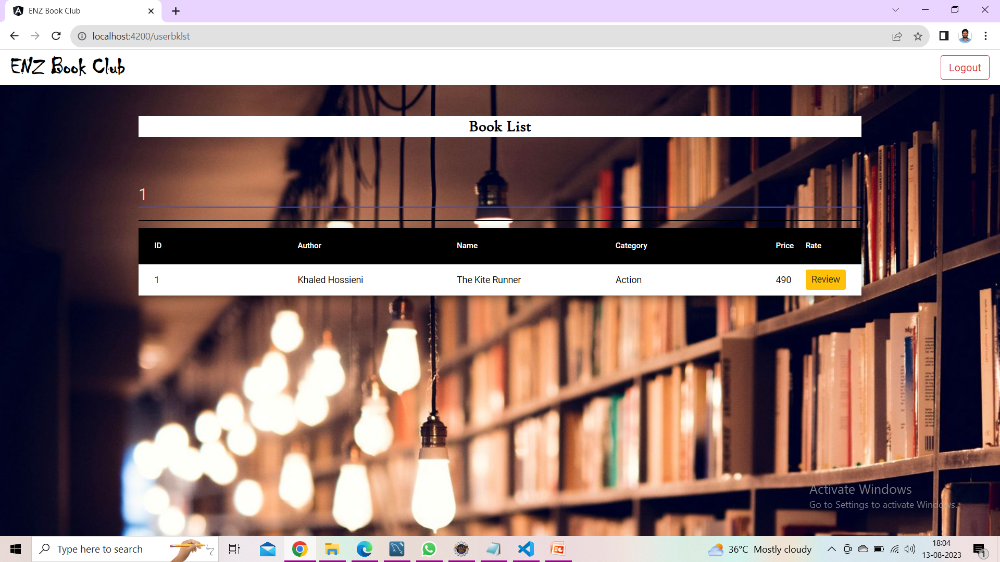 ENZ Book Club
localhost:4200/userbklst
ENZ Book Club
Logout
Book List
1
ID Author Name Category Price Rate
1 Khaled Hossieni The Kite Runner Action 490 Review
Activate Windows
Go to Settings to activate Windows.
Type here to search
36°C Mostly cloudy
18:04
13-08-2023
1